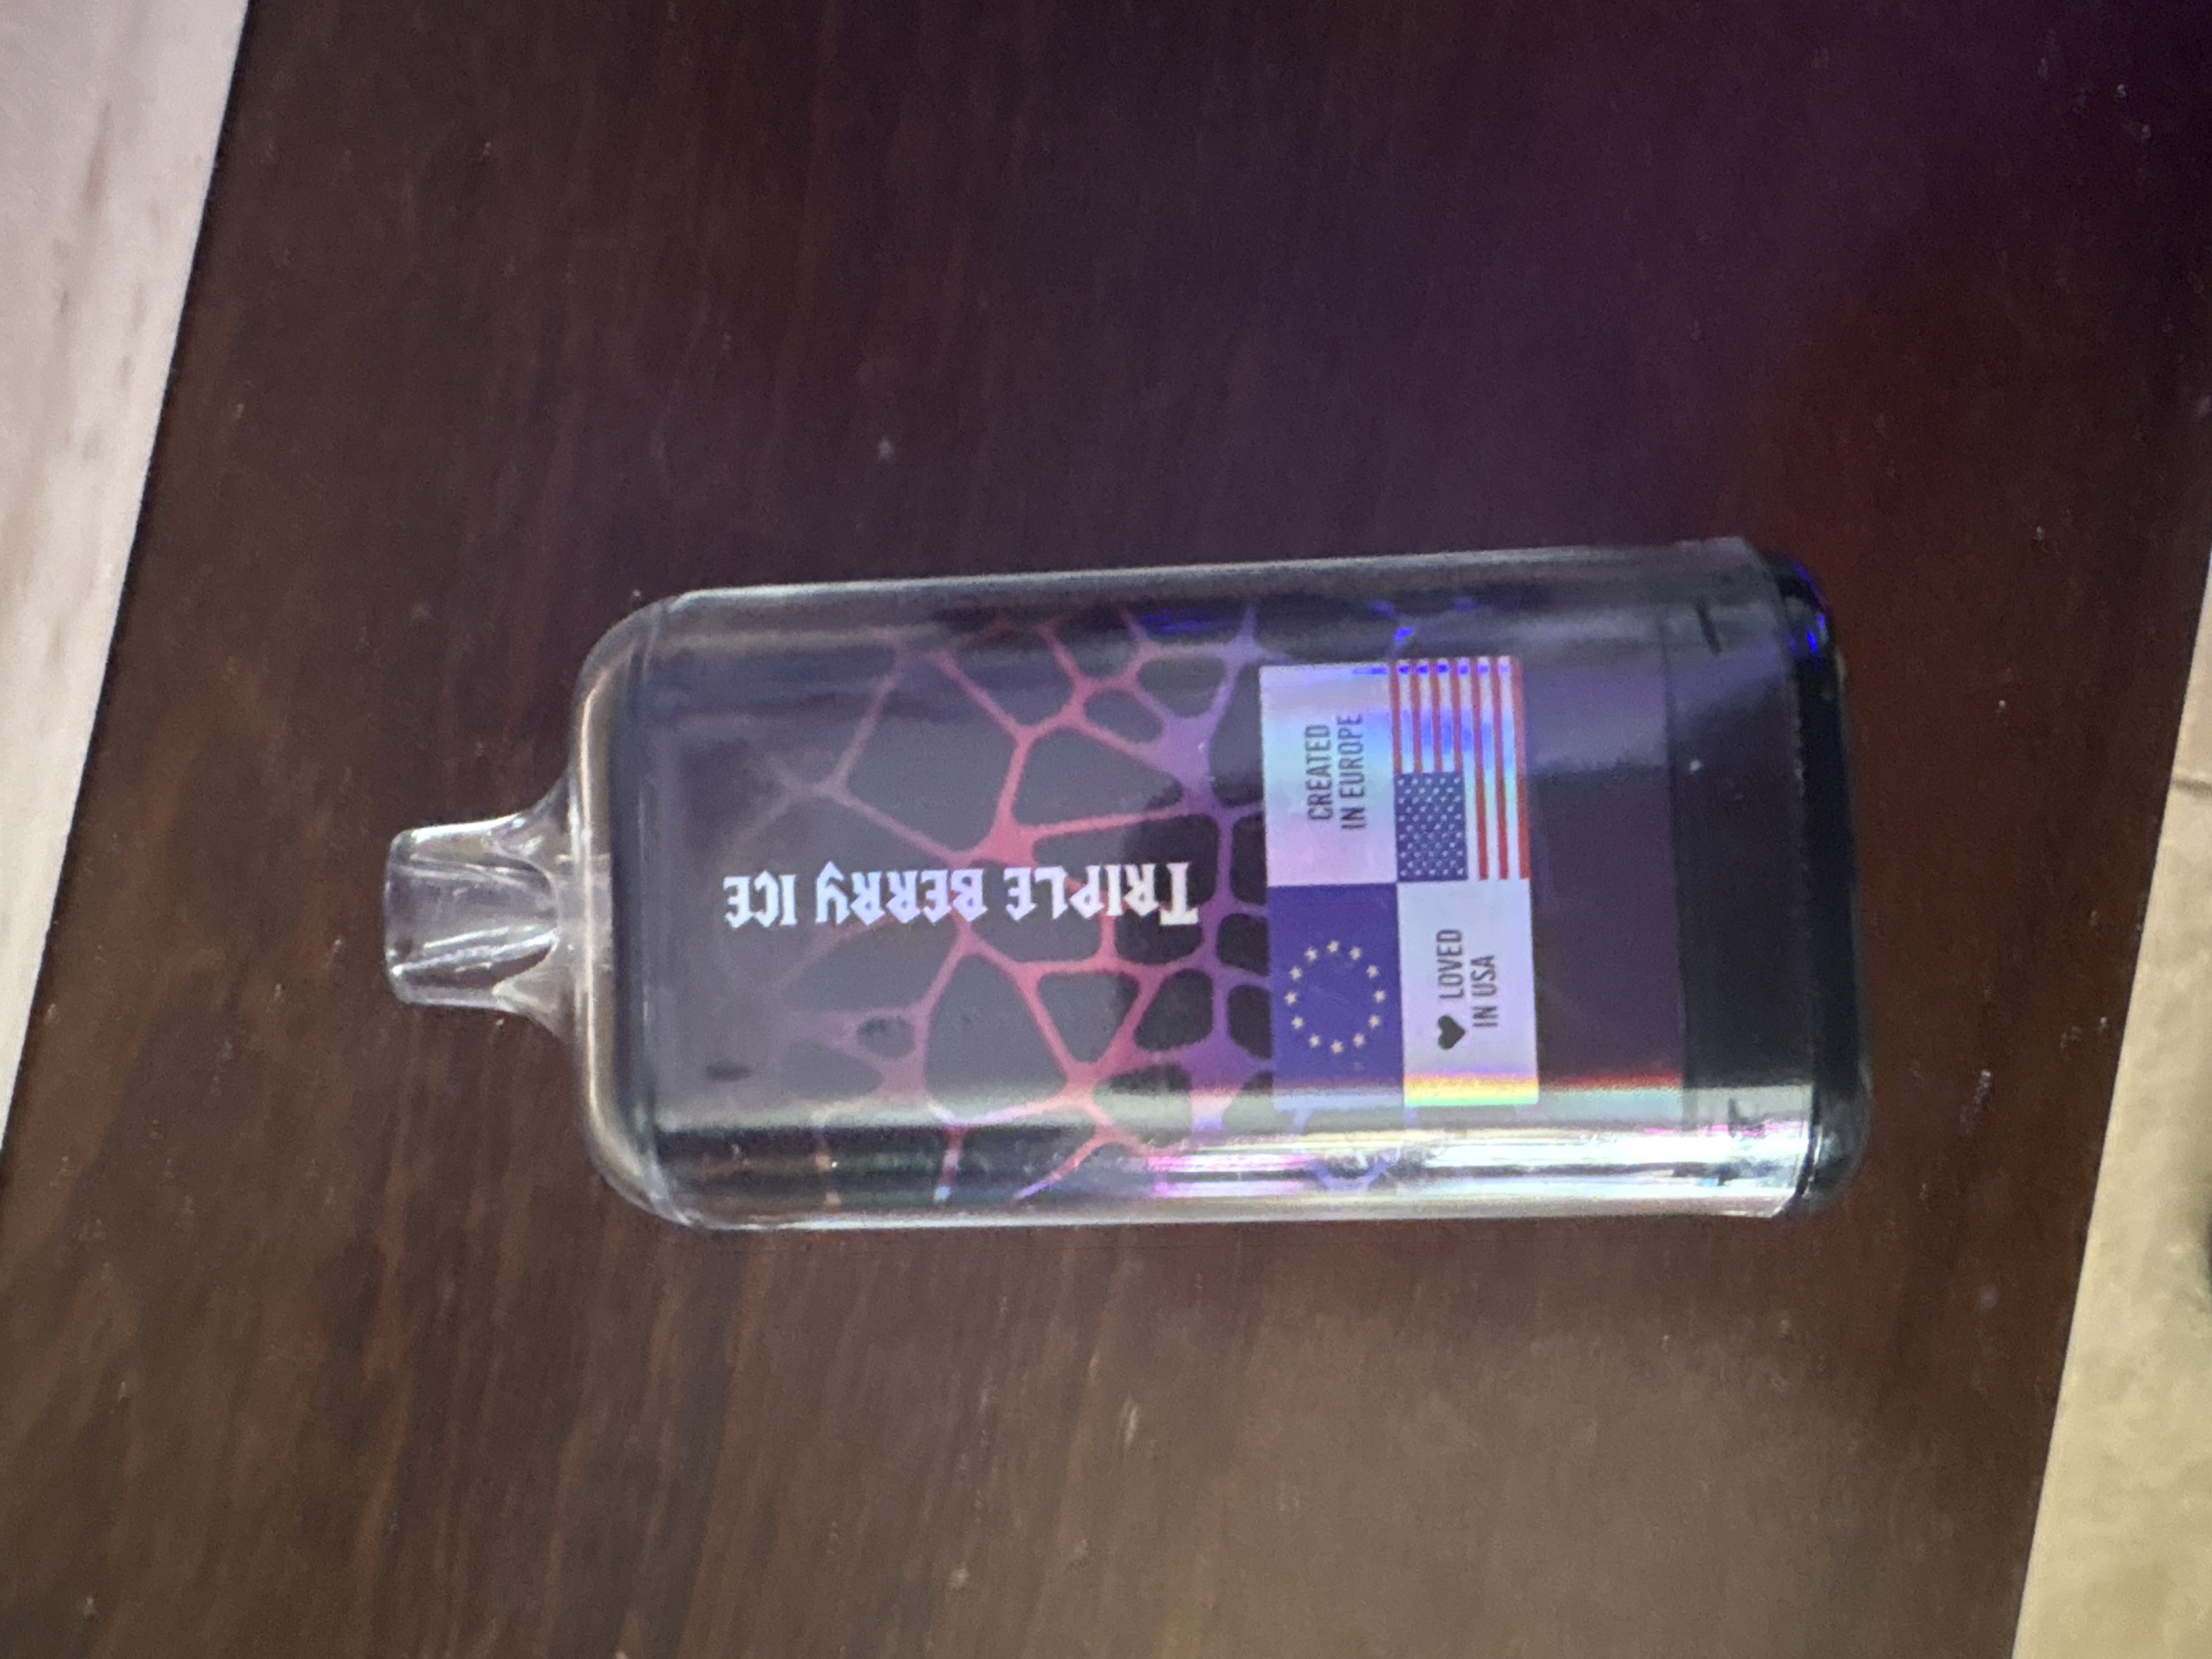 TRIPLE BERRY ICE
CREATED
IN EUROPE
LOVED
IN USA